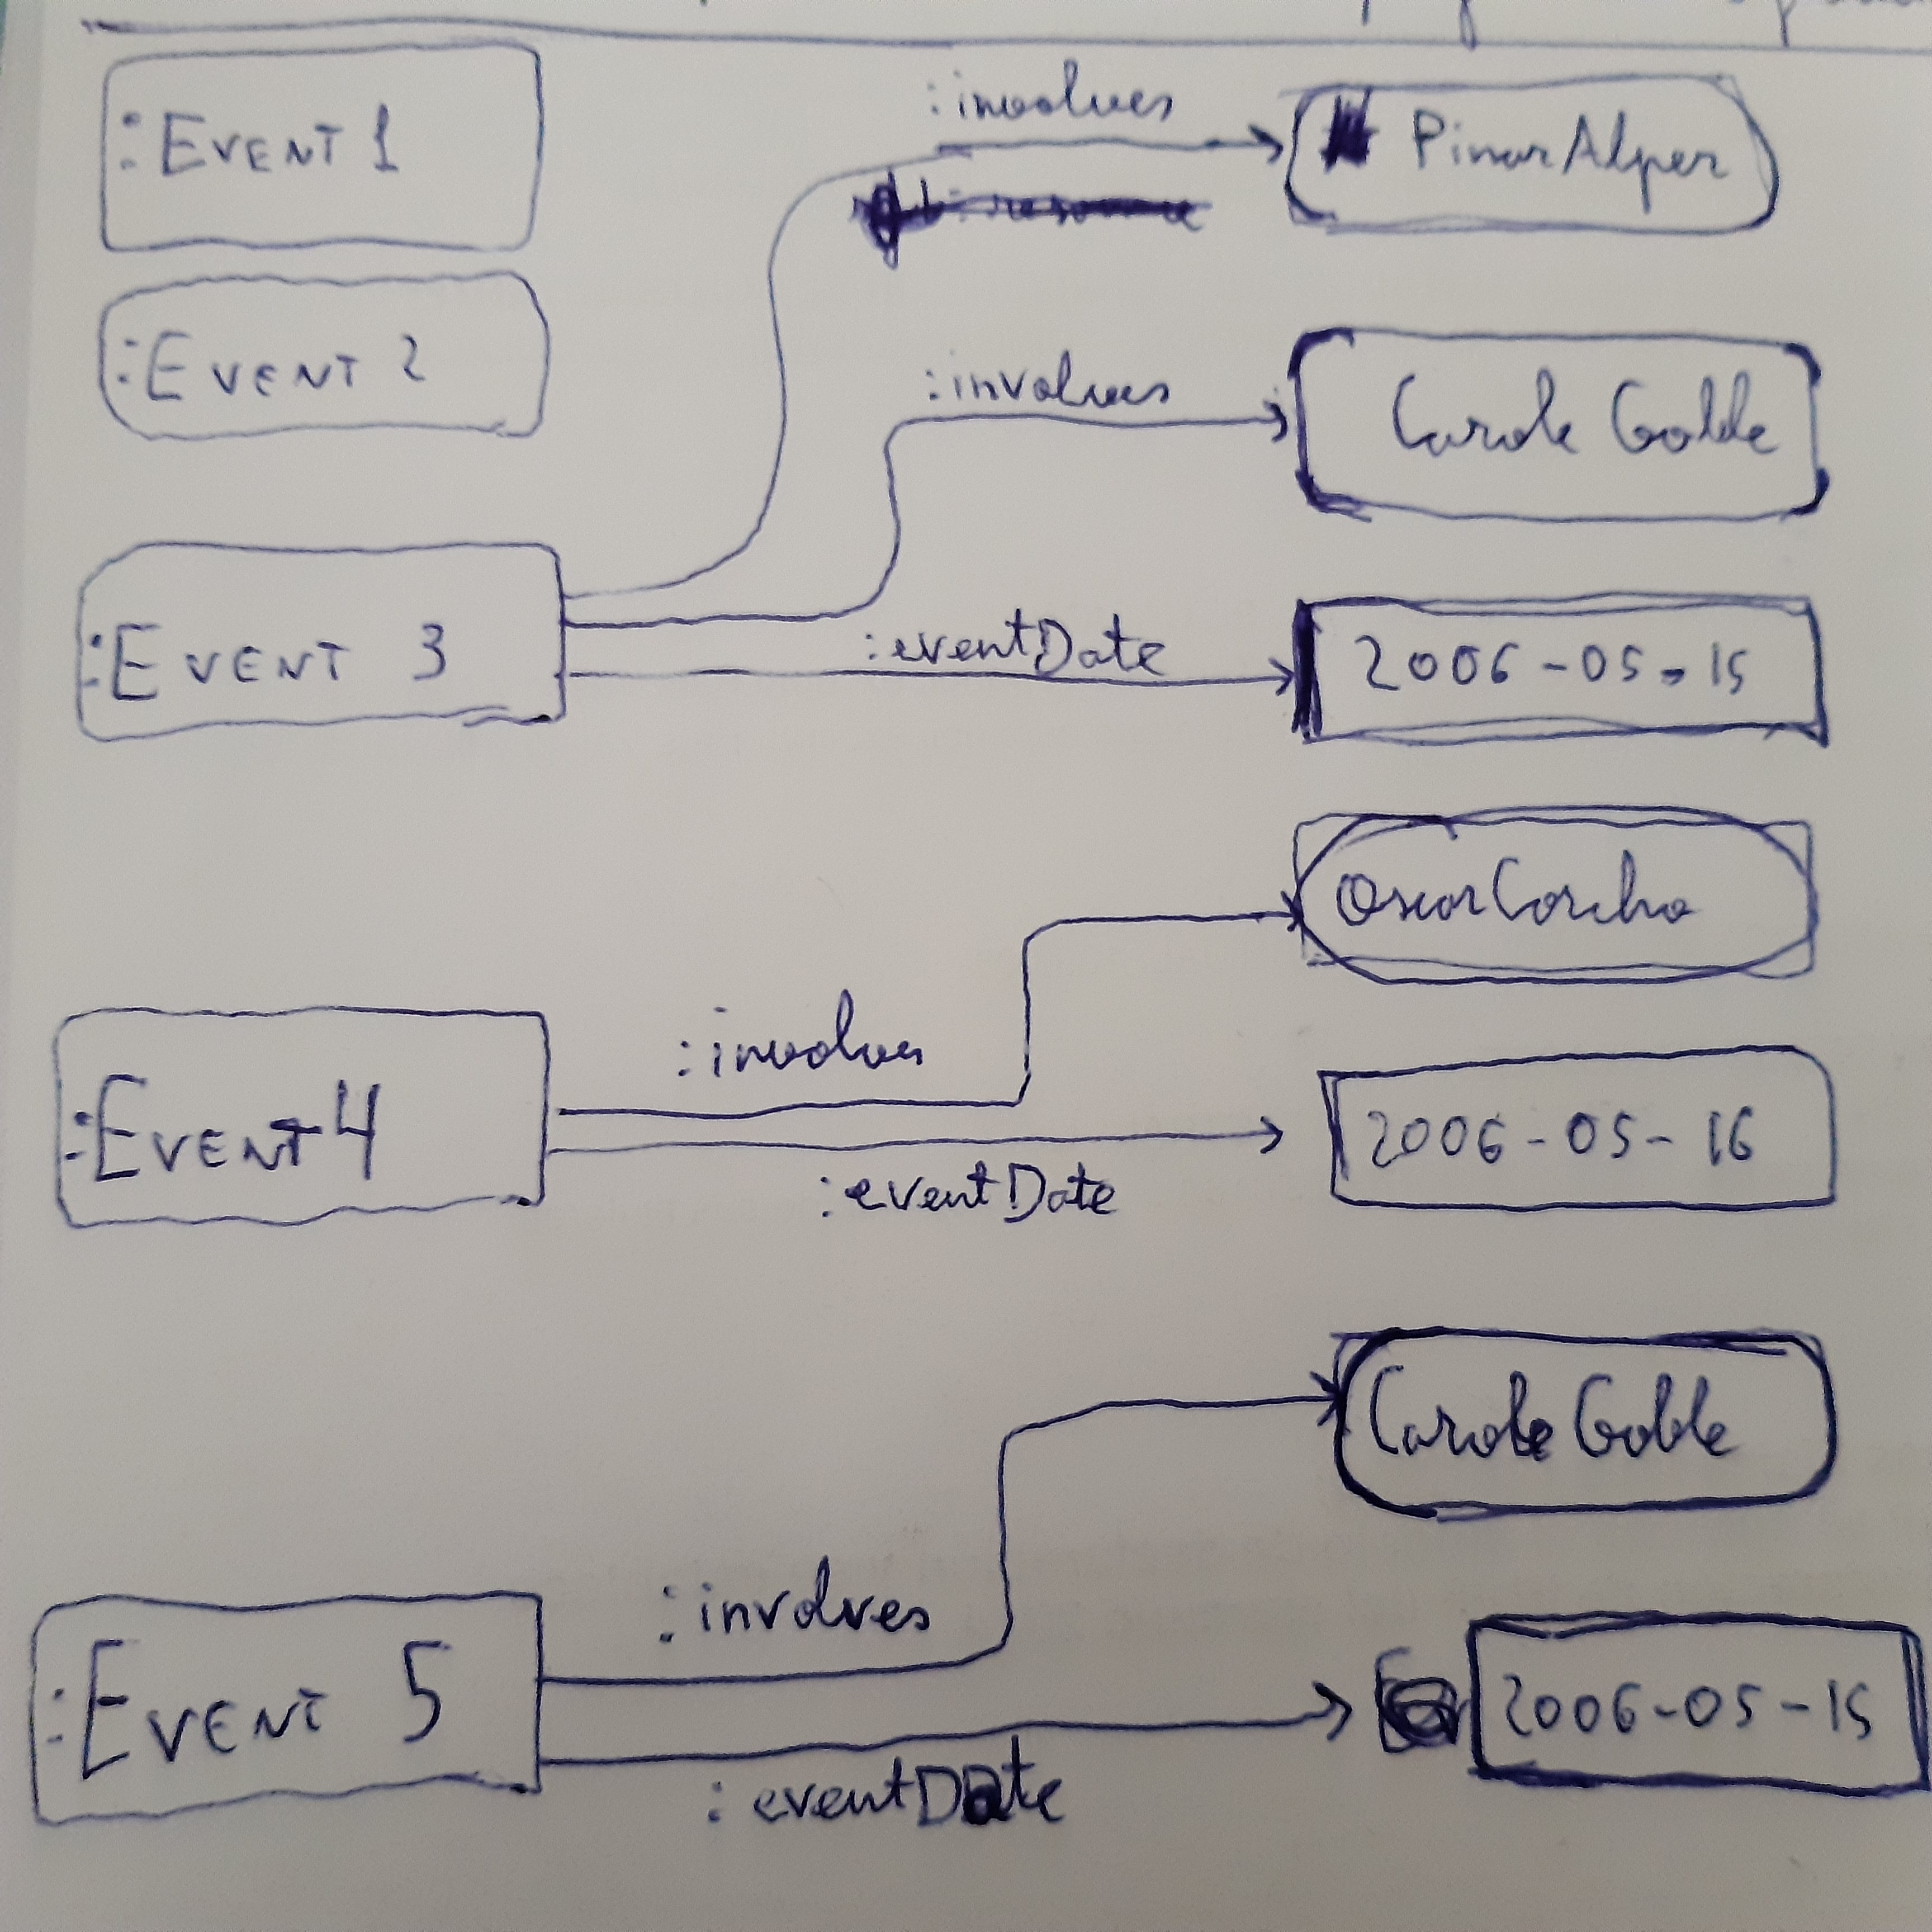 :EVENT 1
:involves
PinarAlper
:EVENT 2
:involves
Carole Goble
:EVENT 3
:eventDate
2006-05-15
OscarCorcho
:involves
:EVENT 4
2006-05-16
:eventDate
Carole Goble
:involves
:EVENT 5
2006-05-15
:eventDate